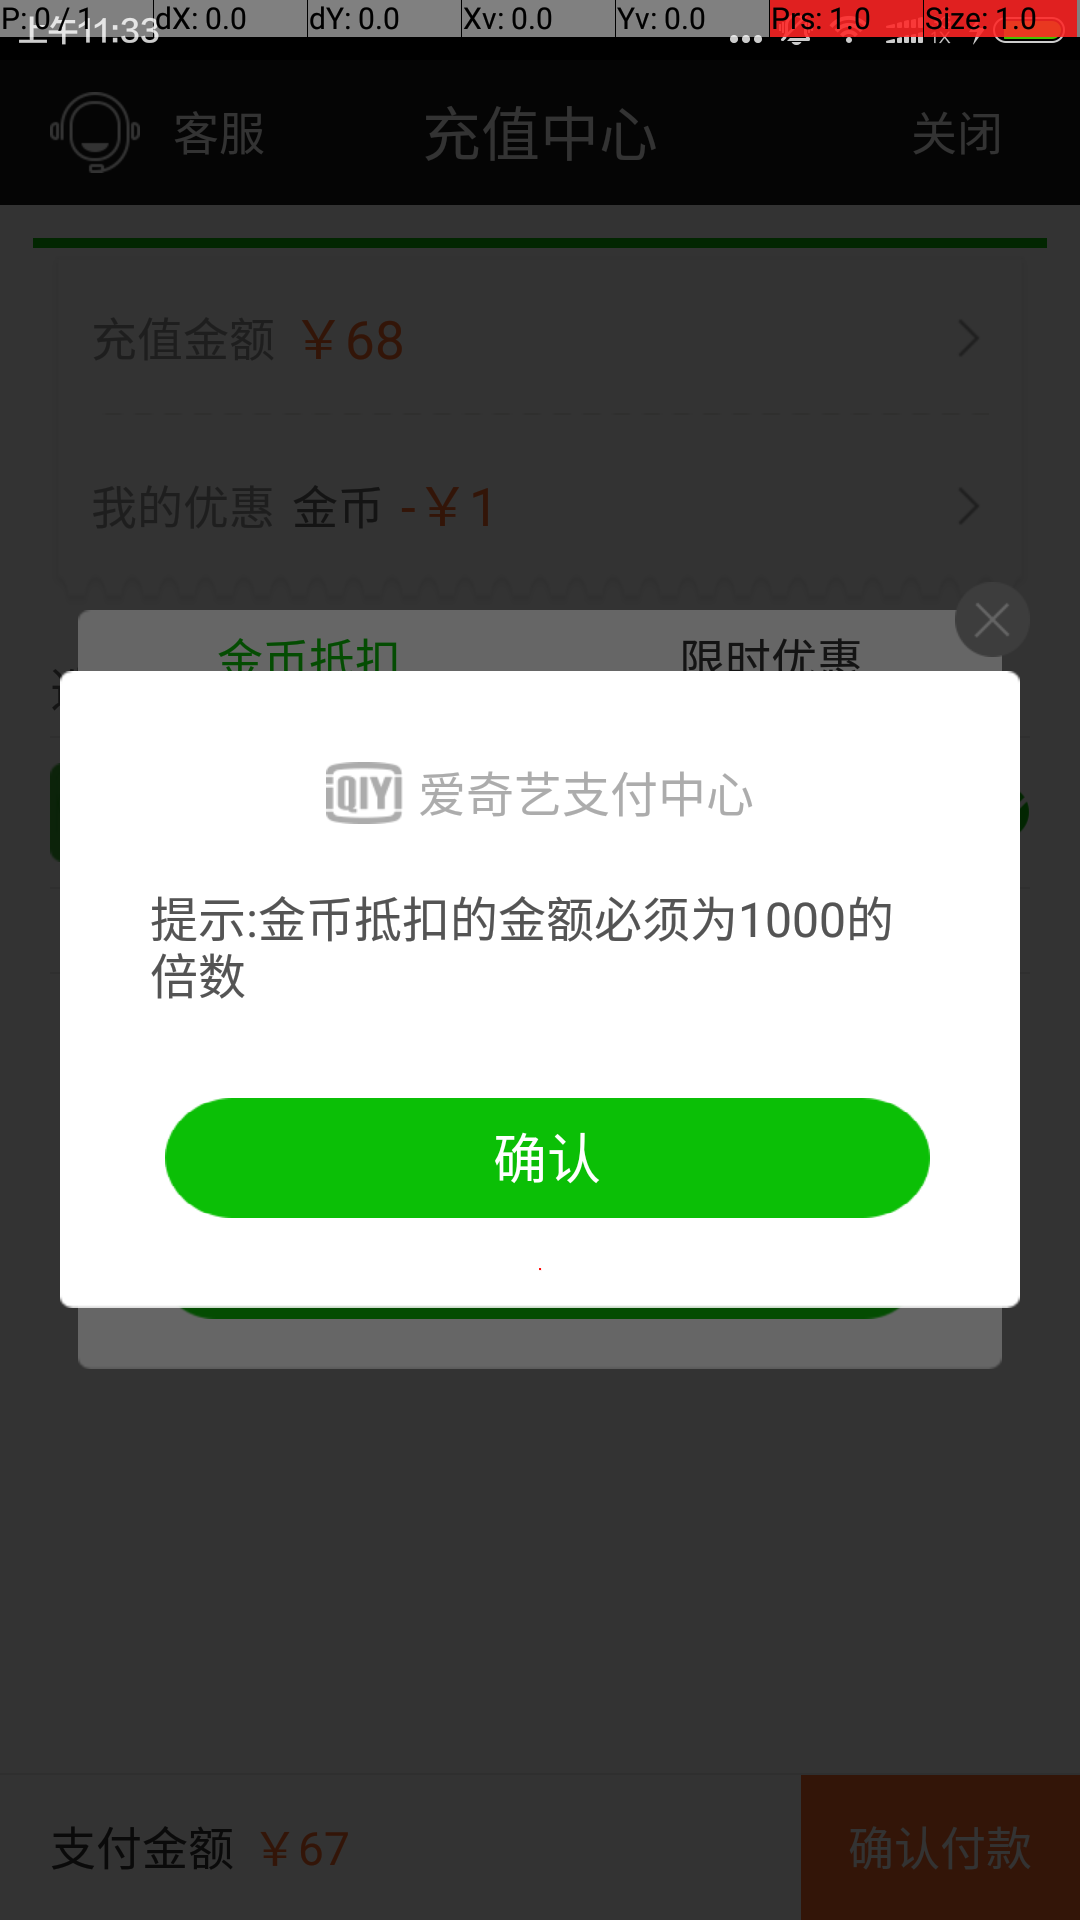 P: 0 / 1 dX: 0.0 dY: 0.0 Xv: 0.0 Yv: 0.0 Prs: 1.0 Size: 1.0
上午11:33 1X
客服 充值中心 关闭
充值金额 ￥68
我的优惠 金币 -￥1
金币抵扣 限时优惠
iQIYI 爱奇艺支付中心
提示:金币抵扣的金额必须为1000的
倍数
确认
支付金额 ￥67 确认付款